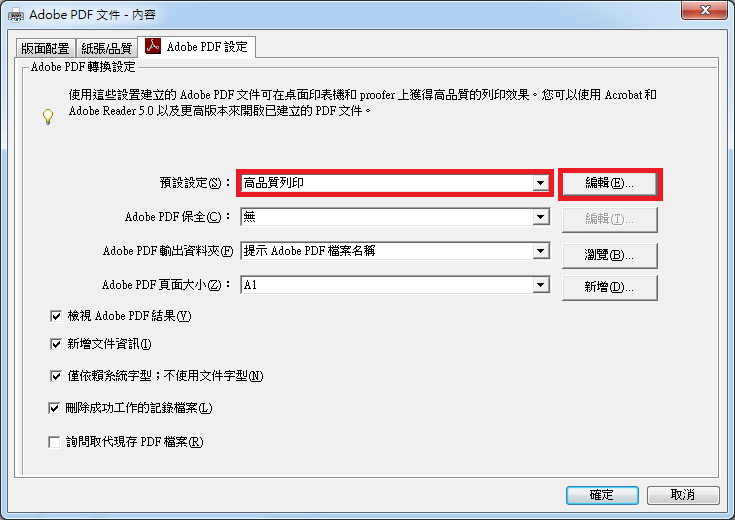 Adobe PDF 文件 - 內容
版面配置 紙張/品質 Adobe PDF 設定
Adobe PDF 轉換設定
使用這些設置建立的 Adobe PDF 文件可在桌面印表機和 proofer 上獲得高品質的列印效果。您可以使用 Acrobat 和
Adobe Reader 5.0 以及更高版本來開啟已建立的 PDF 文件。
預設設定(S)： 高品質列印 編輯(E)...
Adobe PDF 保全(C)： 無 編輯(T)...
Adobe PDF 輸出資料夾(F) 提示 Adobe PDF 檔案名稱 瀏覽(B)...
Adobe PDF 頁面大小(Z)： A1 新增(D)...
檢視 Adobe PDF 結果(V)
新增文件資訊(I)
僅依賴系統字型；不使用文件字型(N)
刪除成功工作的記錄檔案(L)
詢問取代現存 PDF 檔案(R)
確定 取消